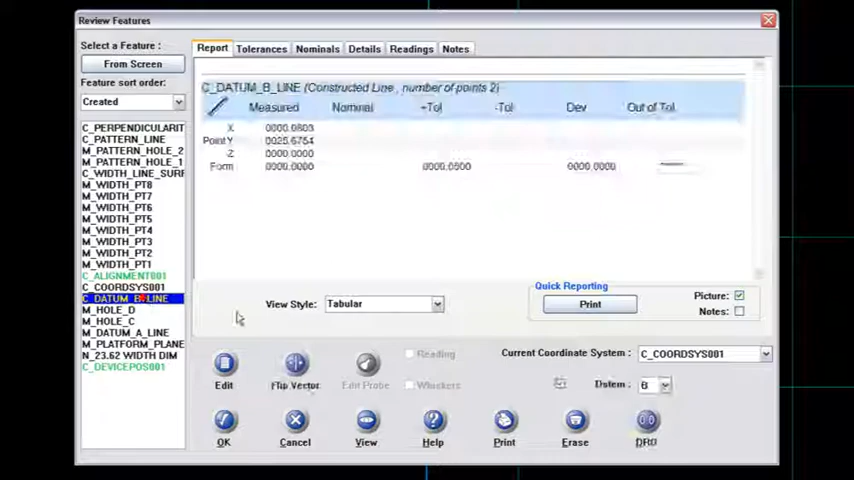 Review Features
Select a Feature :
From Screen
Feature sort order:
Created
C_PERPENDICULARIT
C_PATTERN_LINE
M_PATTERN_HOLE_2
M_PATTERN_HOLE_1
C_WIDTH_LINE_SURF
M_WIDTH_PT8
M_WIDTH_PT7
M_WIDTH_PT6
M_WIDTH_PT5
M_WIDTH_PT4
M_WIDTH_PT3
M_WIDTH_PT2
M_WIDTH_PT1
C_ALIGNMENT001
C_COORDSYS001
C_DATUM_B_LINE
M_HOLE_D
M_HOLE_C
M_DATUM_A_LINE
M_PLATFORM_PLANE
N_23.62 WIDTH DIM
C_DEVICEPOS001
Report Tolerances Nominals Details Readings Notes
C_DATUM_B_LINE (Constructed Line , number of points 2)
Measured Nominal +Tol -Tol Dev Out of Tol
X 0000.0803
Point Y 0025.6754
Z 0000.0000
Form 0000.0000 0000.0500 0000.0000
View Style: Tabular
Quick Reporting
Print
Picture:
Notes:
Edit Flip Vector Edit Probe
Reading
Whiskers
Current Coordinate System : C_COORDSYS001
Datum : B
OK Cancel View Help Print Erase DRO